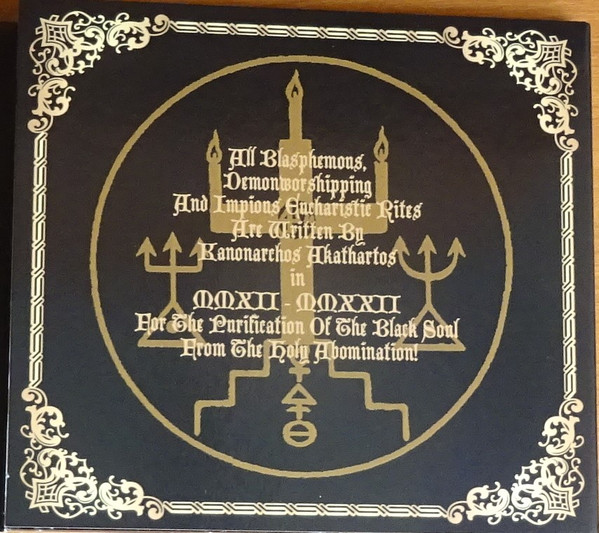 All Blasphemous,
Demonworshipping
And Impious Eucharistic Rites
Are Written By
Kanonarchos Akathartos
in
MMXII - MMXXII
For The Purification Of The Black Soul
From The Holy Abomination!